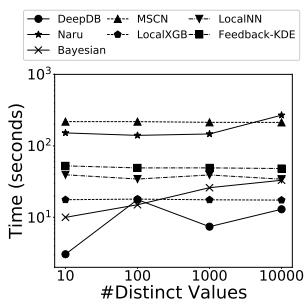 DeepDB MSCN LocalNN
Naru LocalXGB Feedback-KDE
Bayesian
10³
10²
10¹
Time (seconds)
10 100 1000 10000
#Distinct Values